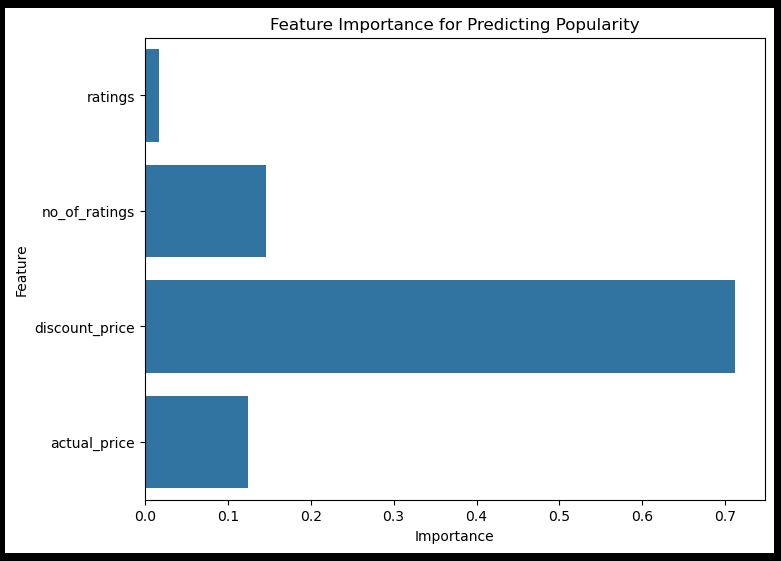 Feature Importance for Predicting Popularity
ratings
no_of_ratings
discount_price
actual_price
Feature
0.0 0.1 0.2 0.3 0.4 0.5 0.6 0.7
Importance